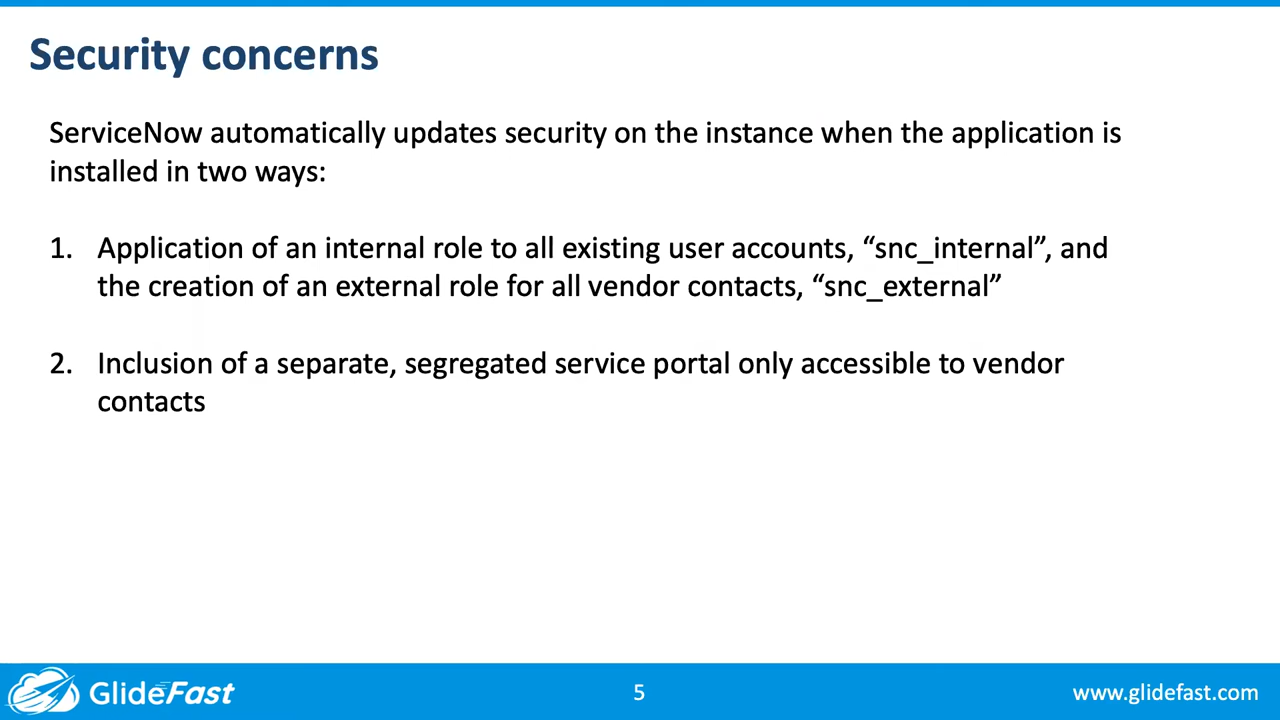 Security concerns
ServiceNow automatically updates security on the instance when the application is
installed in two ways:
1. Application of an internal role to all existing user accounts, “snc_internal”, and
the creation of an external role for all vendor contacts, “snc_external”
2. Inclusion of a separate, segregated service portal only accessible to vendor
contacts
GlideFast
5
www.glidefast.com